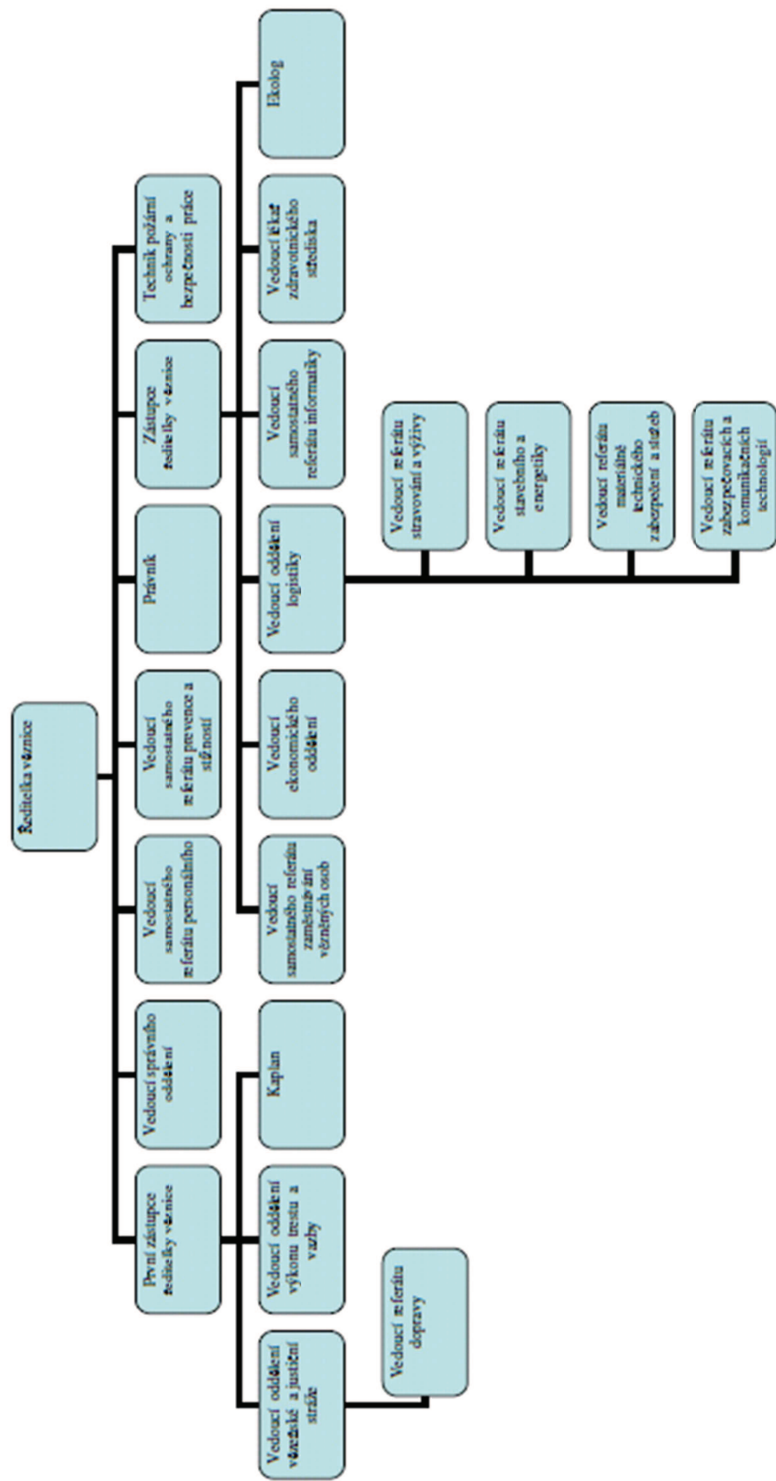 Ředitelka věznice
První zástupce
ředitelky věznice
Vedoucí správního
oddělení
Vedoucí
samostatného
referátu personálního
Vedoucí
samostatného
referátu prevence a
stížností
Právník
Zástupce
ředitelky věznice
Technik požární
ochrany a
bezpečnosti práce
Vedoucí oddělení
vězeňské a justiční
stráže
Vedoucí oddělení
výkonu trestu a
vazby
Kaplan
Vedoucí
samostatného referátu
zaměstnávání
vězněných osob
Vedoucí
ekonomického
oddělení
Vedoucí oddělení
logistiky
Vedoucí
samostatného
referátu informatiky
Vedoucí lékař
zdravotnického
střediska
Ekolog
Vedoucí referátu
dopravy
Vedoucí referátu
stravování a výživy
Vedoucí referátu
stavebního a
energetiky
Vedoucí referátu
materiálně
technického
zabezpečení a služeb
Vedoucí referátu
zabezpečovacích a
komunikačních
technologií